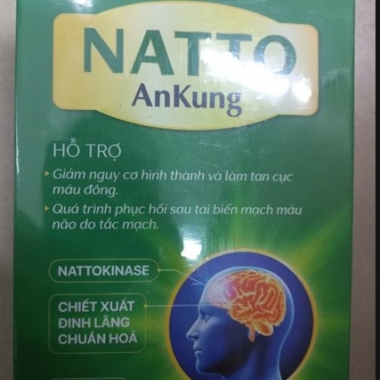 NATTO
AnKung
HỖ TRỢ
Giảm nguy cơ hình thành và làm tan cục
máu đông.
Quá trình phục hồi sau tai biến mạch máu
não do tắc mạch.
NATTOKINASE
CHIẾT XUẤT
ĐINH LĂNG
CHUẨN HOÁ